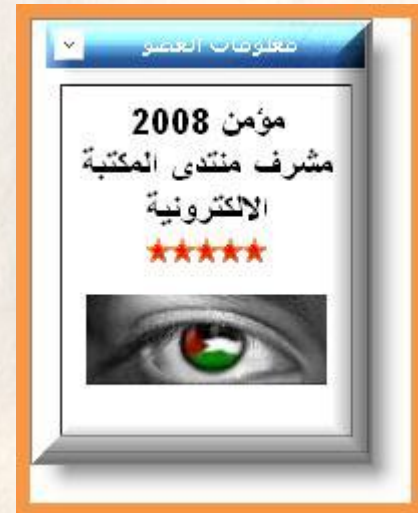 معلومات العضو
مؤمن 2008
مشرف منتدى المكتبة
الالكترونية